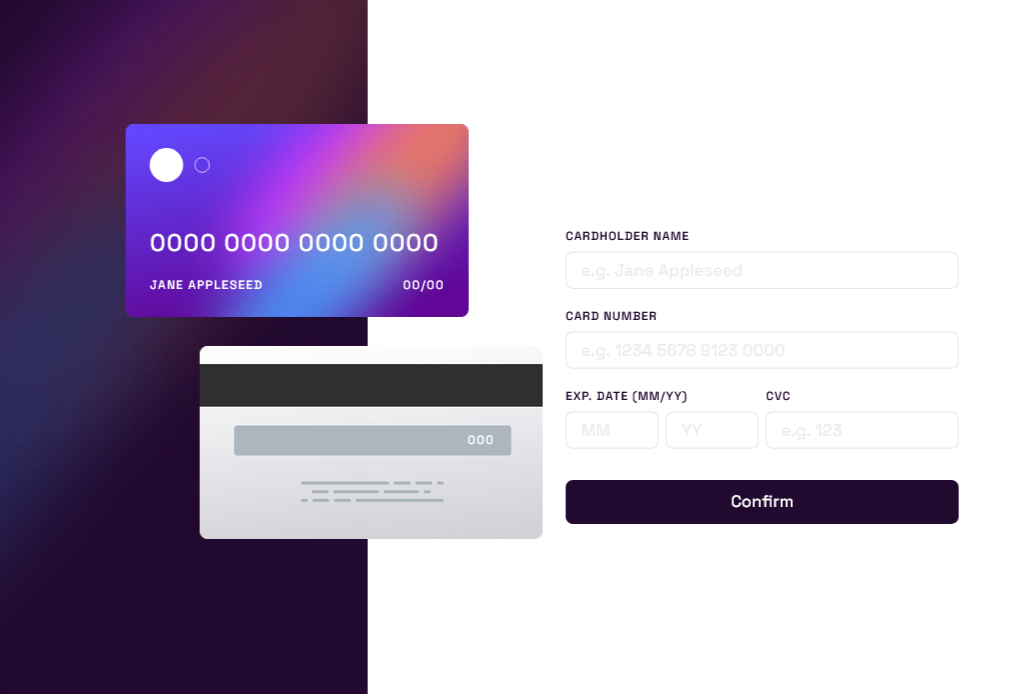 0000 0000 0000 0000
JANE APPLESEED 00/00
000
CARDHOLDER NAME
e.g. Jane Appleseed
CARD NUMBER
e.g. 1234 5678 9123 0000
EXP. DATE (MM/YY) CVC
MM YY e.g. 123
Confirm